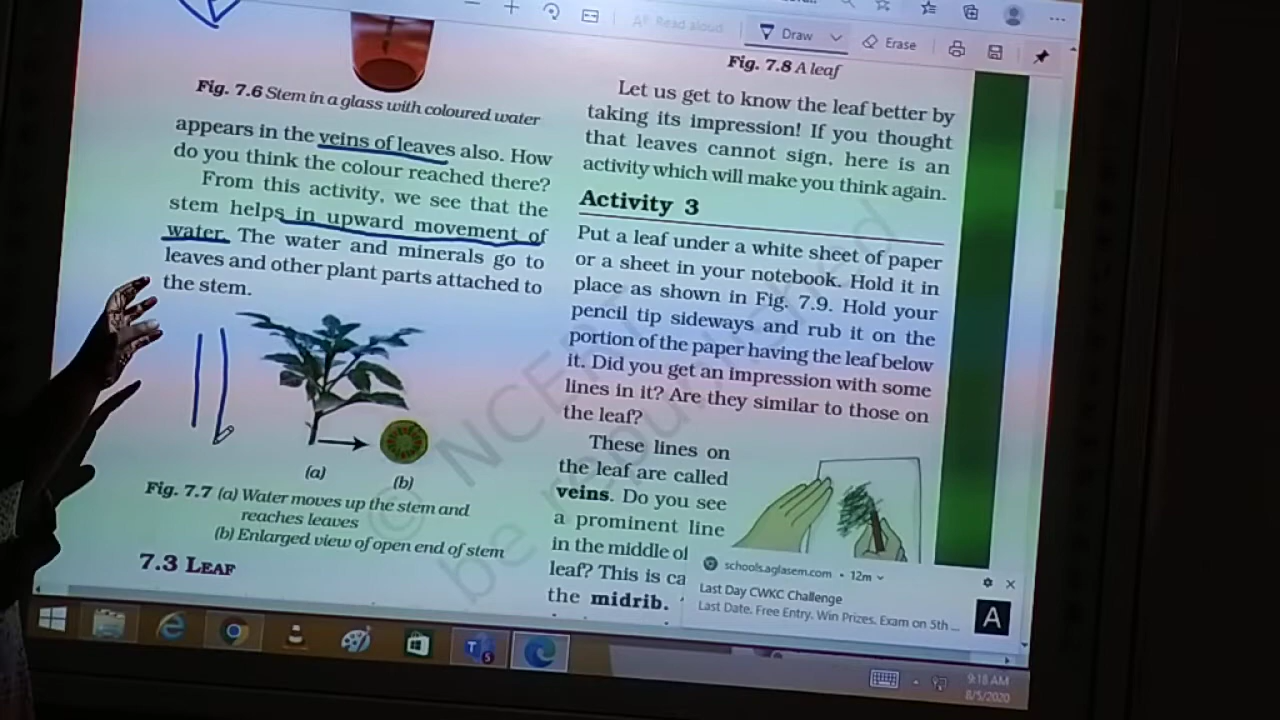 Read aloud
Draw
Erase
Fig. 7.6 Stem in a glass with coloured water
appears in the veins of leaves also. How
do you think the colour reached there?
From this activity, we see that the
stem helps in upward movement of
water. The water and minerals go to
leaves and other plant parts attached to
the stem.
(a)
(b)
Fig. 7.7 (a) Water moves up the stem and
reaches leaves
(b) Enlarged view of open end of stem
7.3 LEAF
Fig. 7.8 A leaf
Let us get to know the leaf better by
taking its impression! If you thought
that leaves cannot sign, here is an
activity which will make you think again.
Activity 3
Put a leaf under a white sheet of paper
or a sheet in your notebook. Hold it in
place as shown in Fig. 7.9. Hold your
pencil tip sideways and rub it on the
portion of the paper having the leaf below
it. Did you get an impression with some
lines in it? Are they similar to those on
the leaf?
These lines on
the leaf are called
veins. Do you see
a prominent line
in the middle of
leaf? This is ca
the midrib.
© NCERT
be republished
schools.aglasem.com • 12m
Last Day CWKC Challenge
Last Date. Free Entry. Win Prizes. Exam on 5th ...
A
9:18 AM
8/5/2020